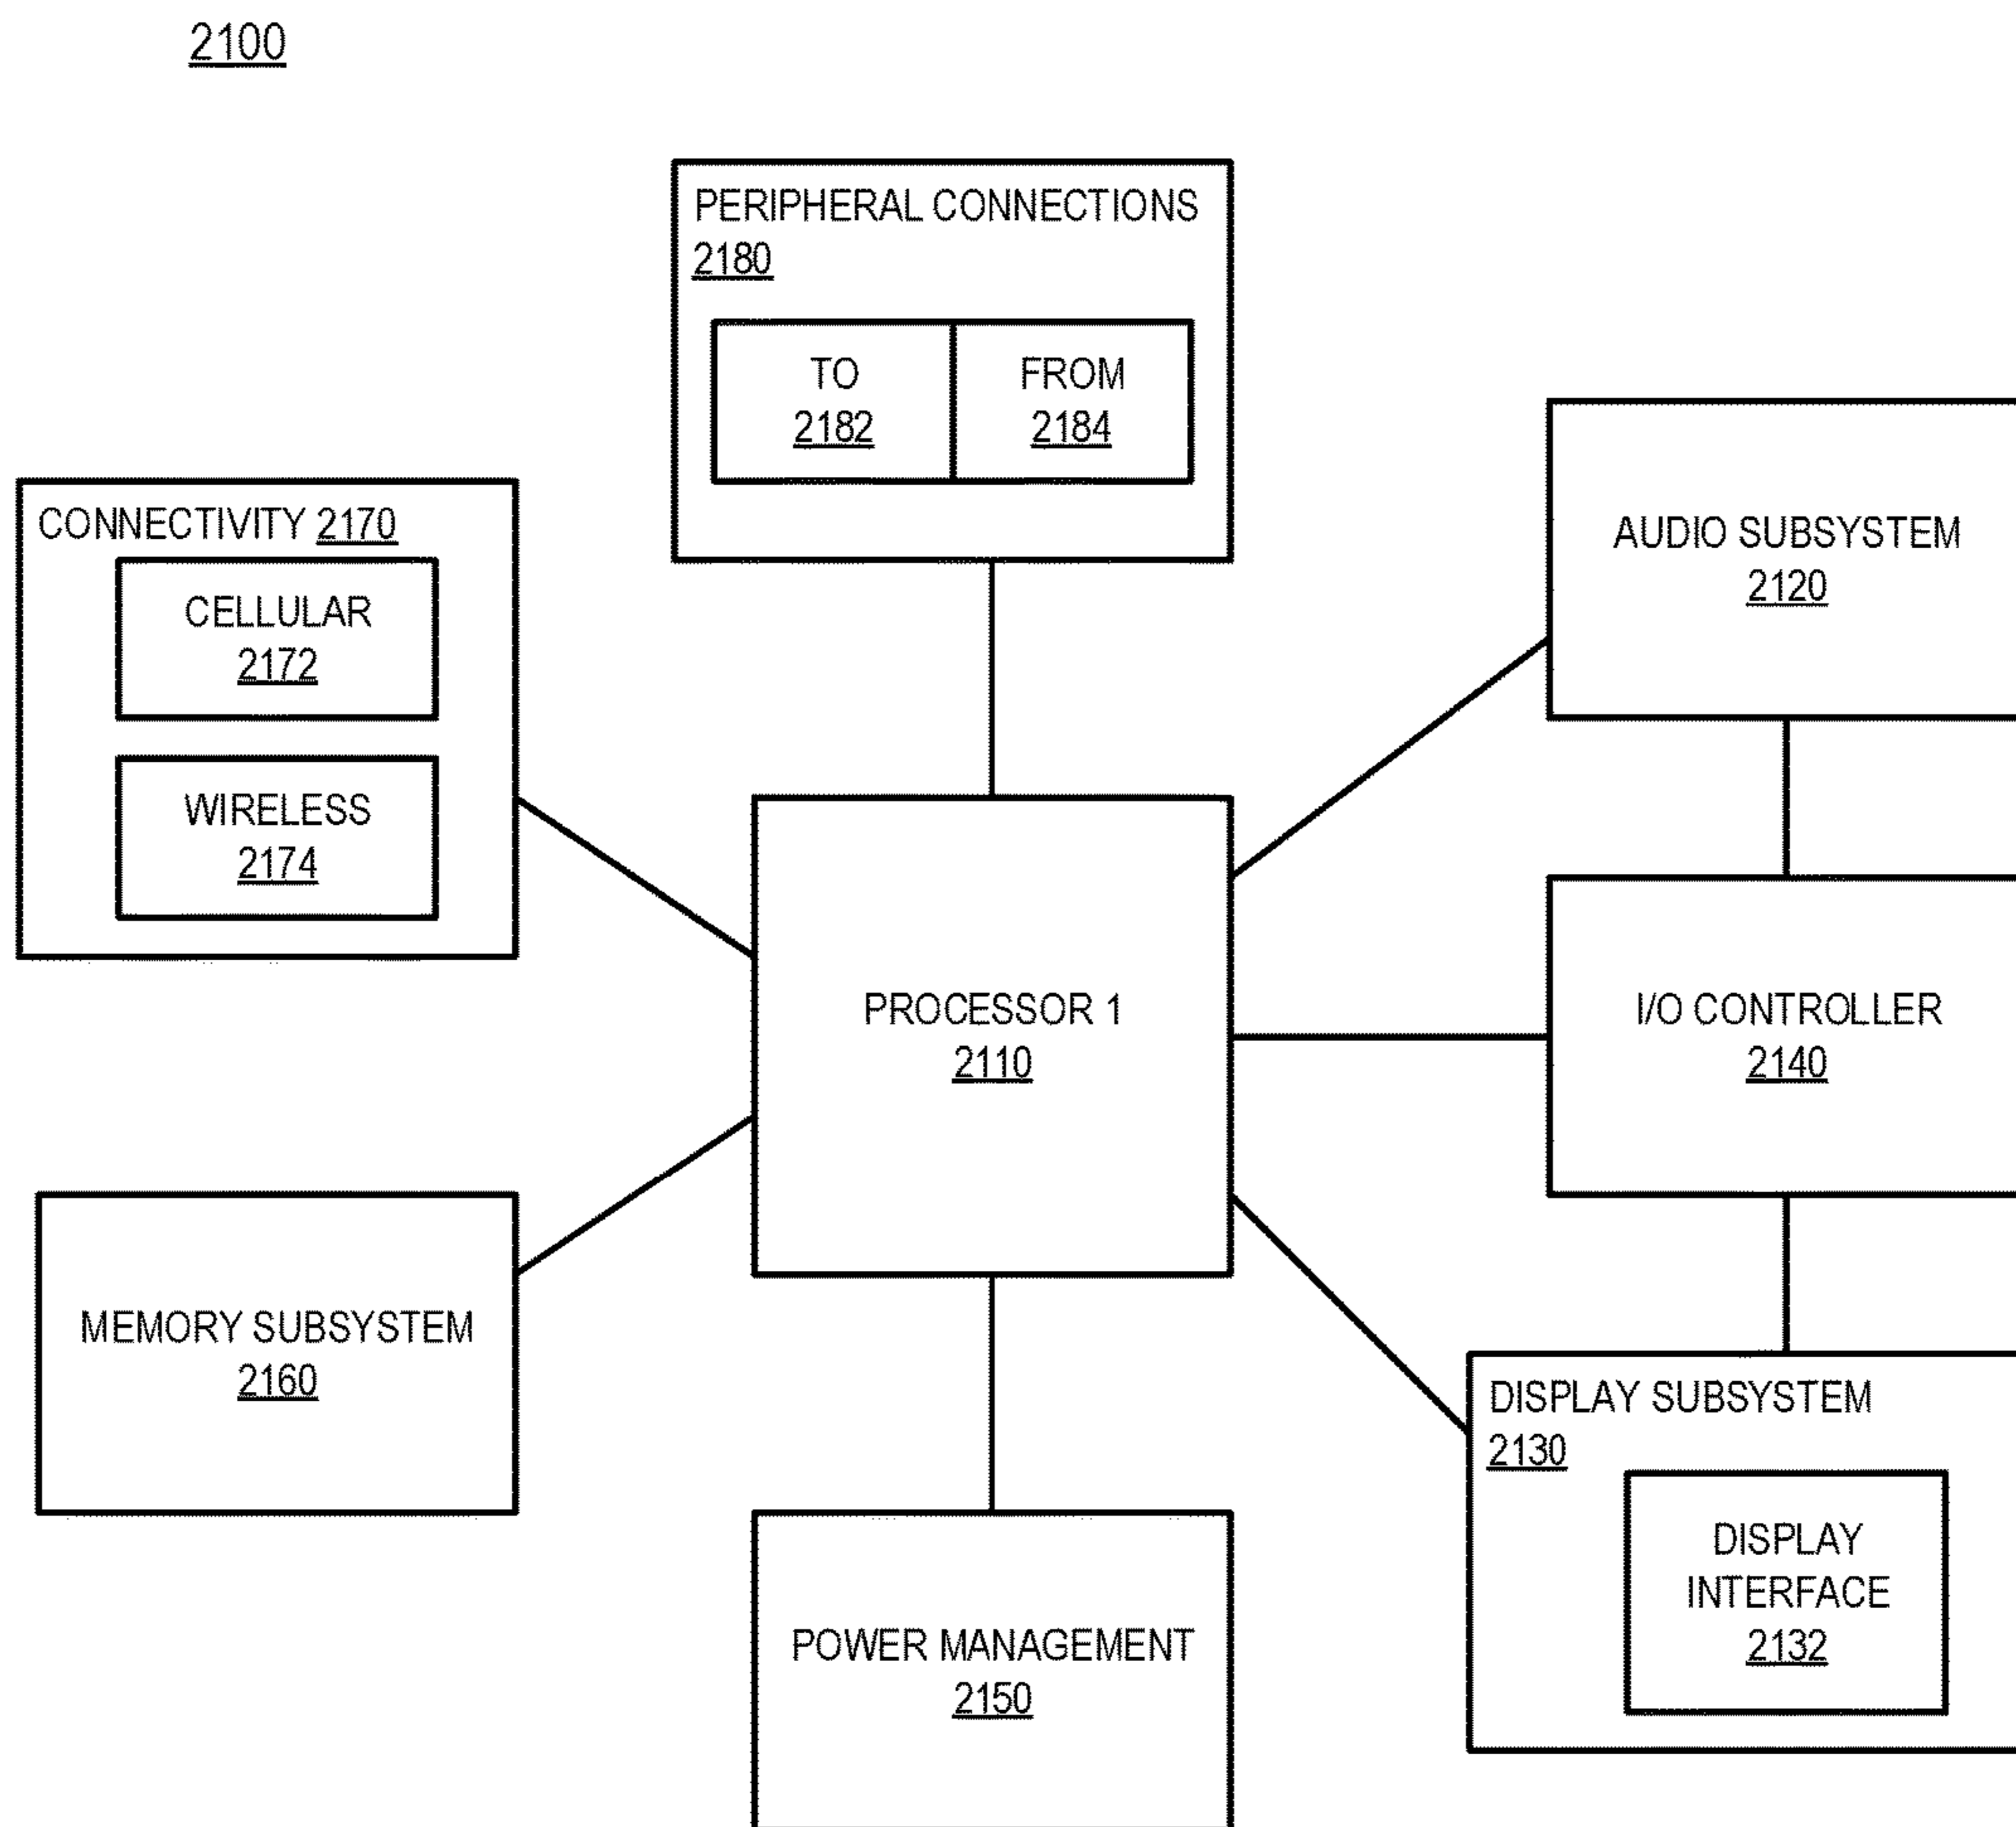 2100
PERIPHERAL CONNECTIONS
2180
TO
2182
FROM
2184
CONNECTIVITY 2170
CELLULAR
2172
WIRELESS
2174
AUDIO SUBSYSTEM
2120
PROCESSOR 1
2110
I/O CONTROLLER
2140
MEMORY SUBSYSTEM
2160
DISPLAY SUBSYSTEM
2130
DISPLAY
INTERFACE
2132
POWER MANAGEMENT
2150